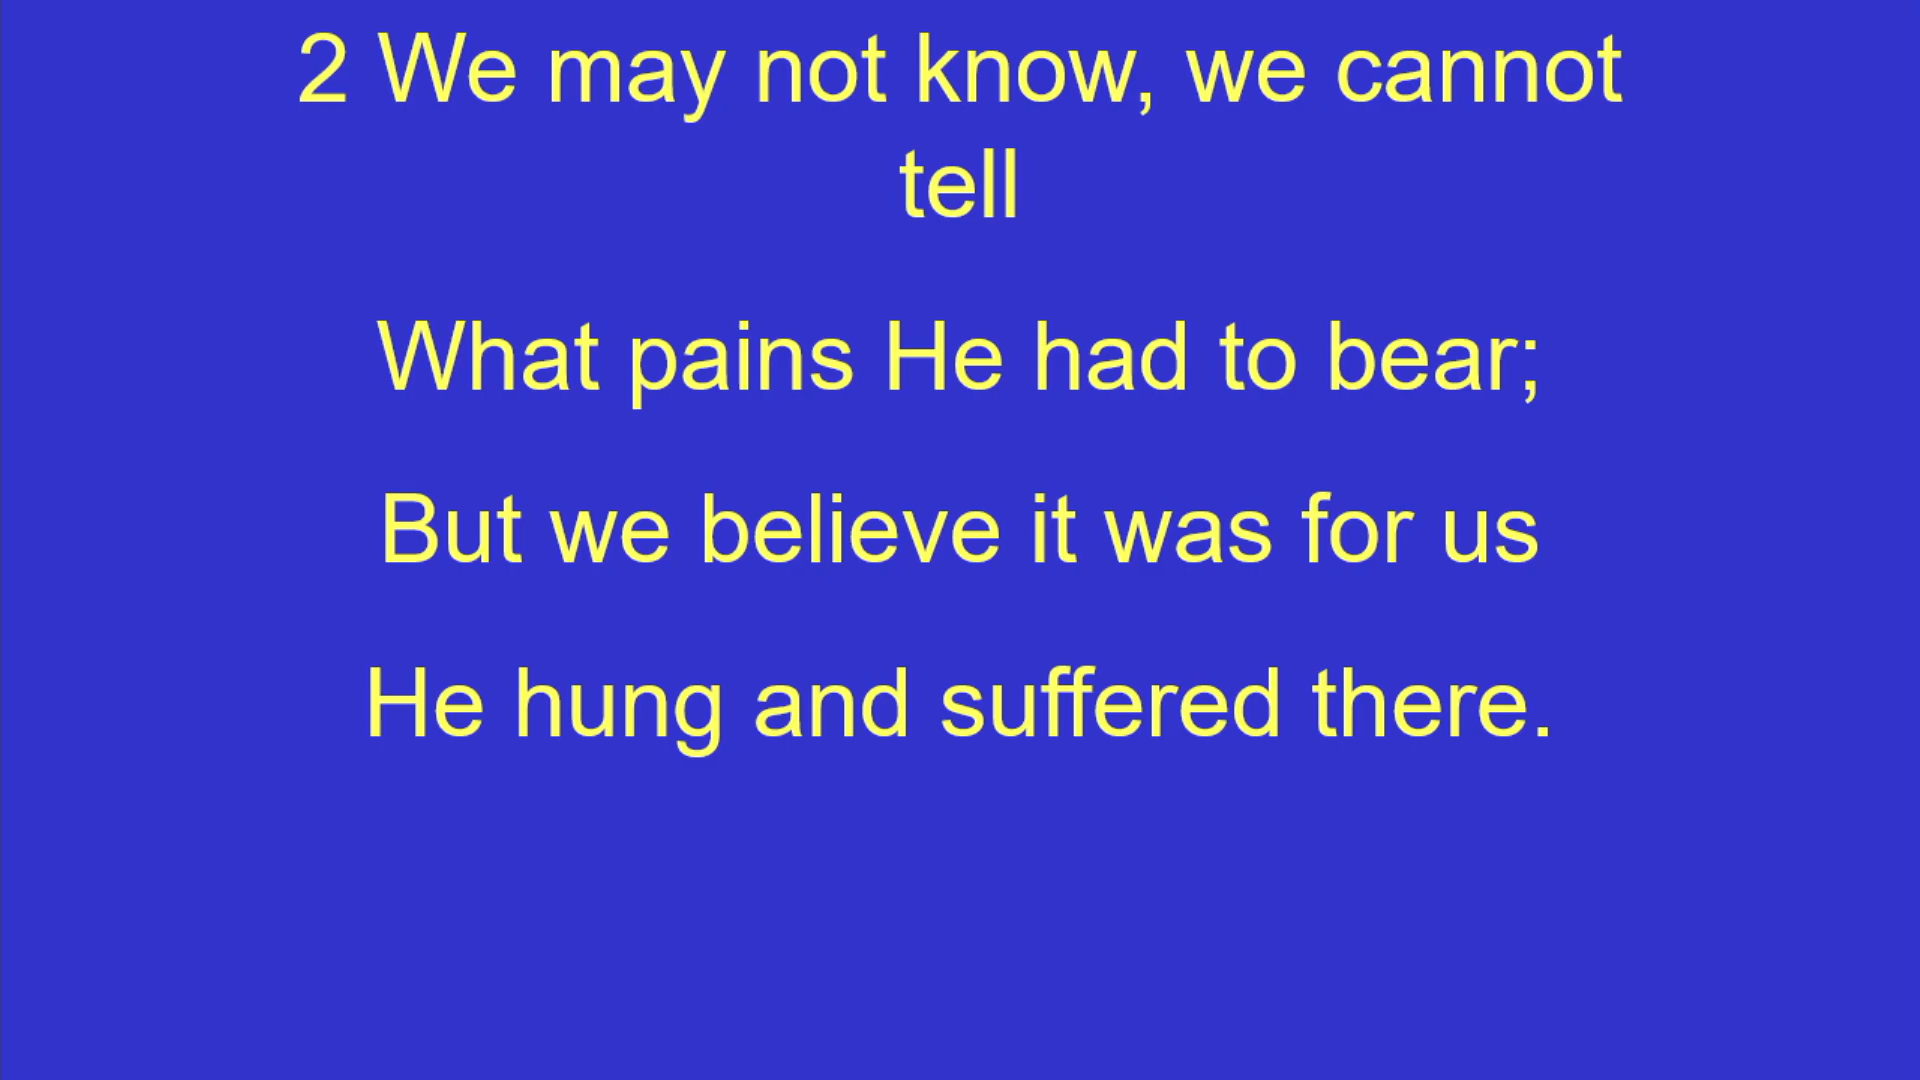 2 We may not know, we cannot
tell
What pains He had to bear;
But we believe it was for us
He hung and suffered there.